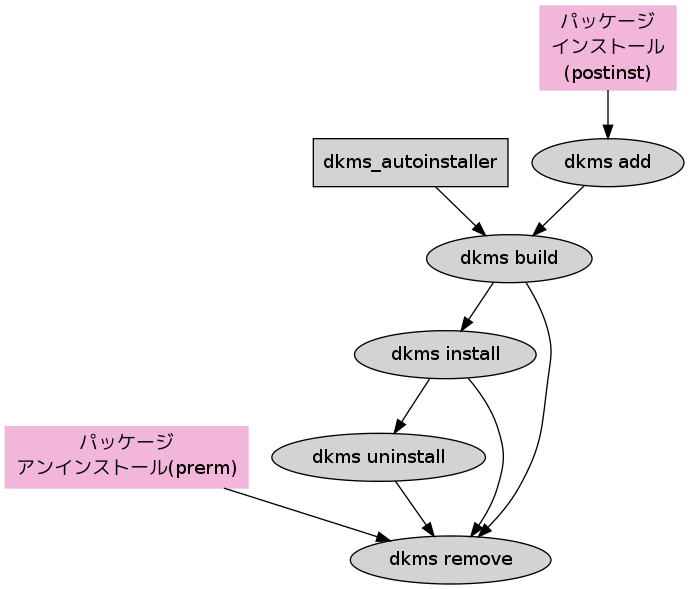 パッケージ
インストール
(postinst)
dkms_autoinstaller
dkms add
dkms build
dkms install
パッケージ
アンインストール(prerm)
dkms uninstall
dkms remove